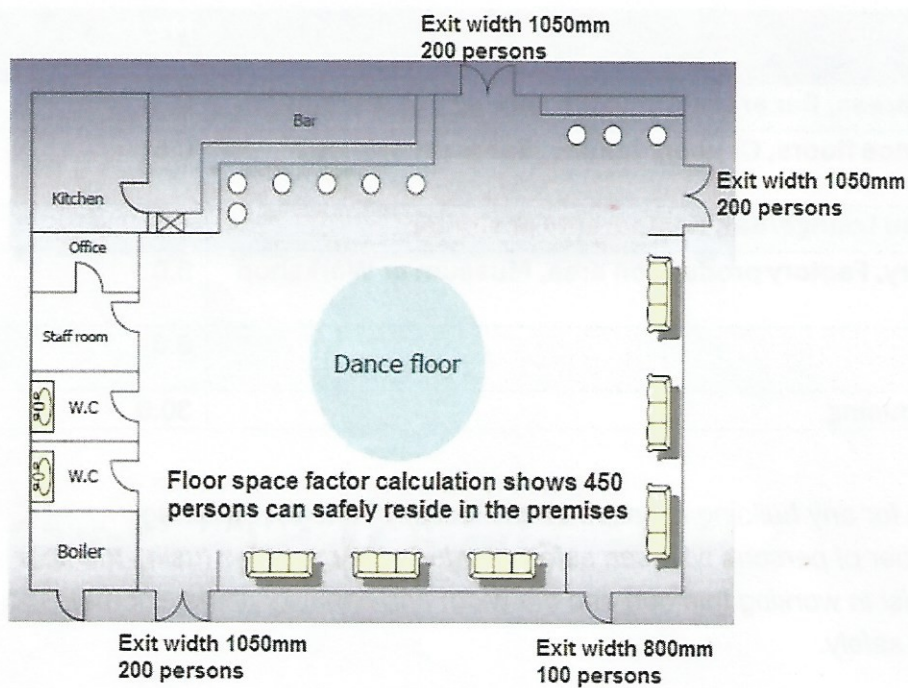 Exit width 1050mm
200 persons
Bar
Kitchen
Exit width 1050mm
200 persons
Office
Staff room
Dance floor
W.C
W.C
Floor space factor calculation shows 450
persons can safely reside in the premises
Boiler
Exit width 1050mm
200 persons
Exit width 800mm
100 persons